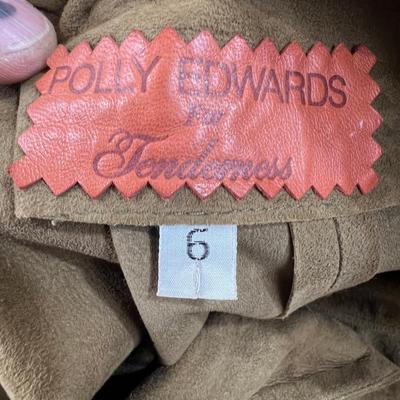 POLLY EDWARDS
For
Tenderness
6